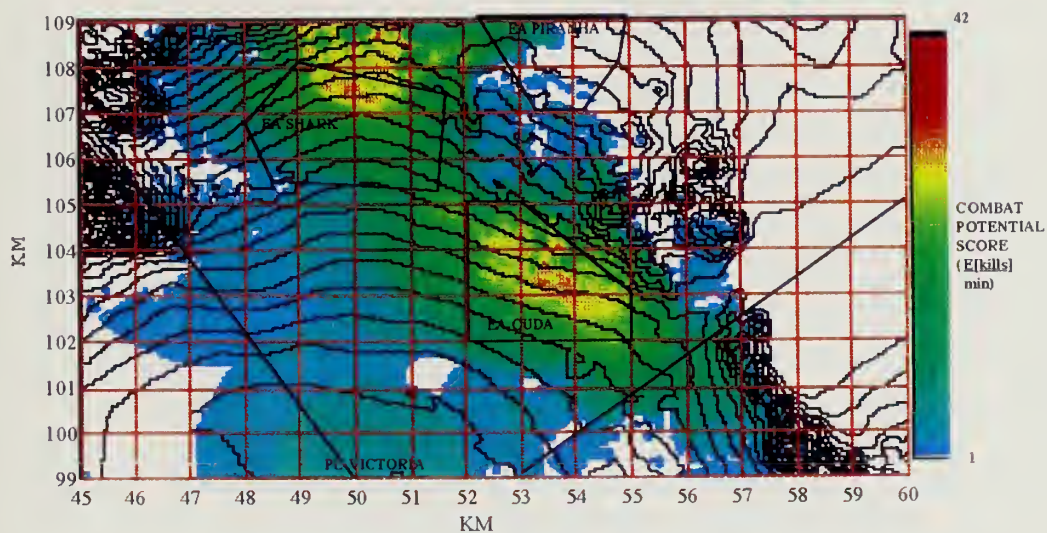 109
108
107
106
105
104
103
102
101
100
99
KM
EA PIRANHA
EA SHARK
EA CUDA
PL VICTORIA
45 46 47 48 49 50 51 52 53 54 55 56 57 58 59 60
KM
42
COMBAT
POTENTIAL
SCORE
(E[kills]
min)
1